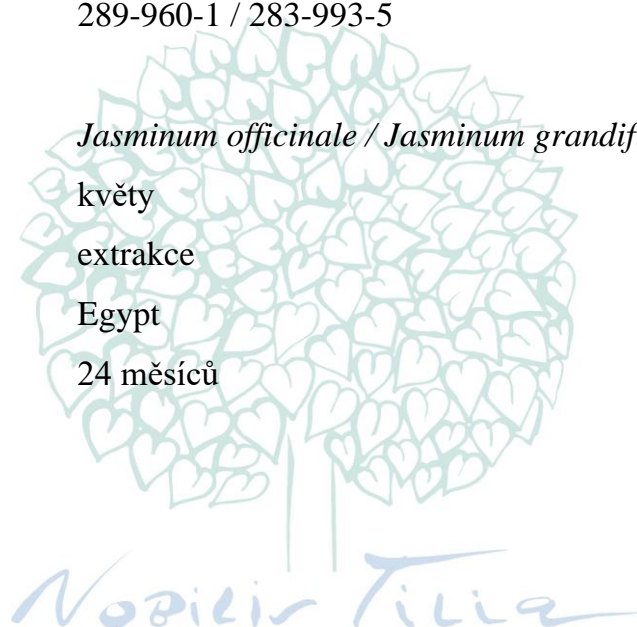 289-960-1 / 283-993-5
Jasminum officinale / Jasminum grandif
květy
extrakce
Egypt
24 měsíců
Nobilis Tilia